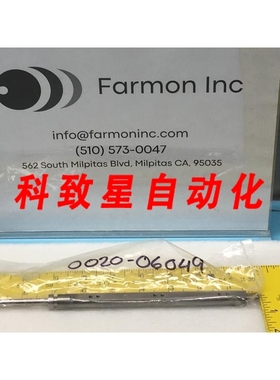 Farmon Inc
info@farmoninc.com
(510) 573-0047
562 South Milpitas Blvd, Milpitas CA, 95035
科致星自动化
0020-06049